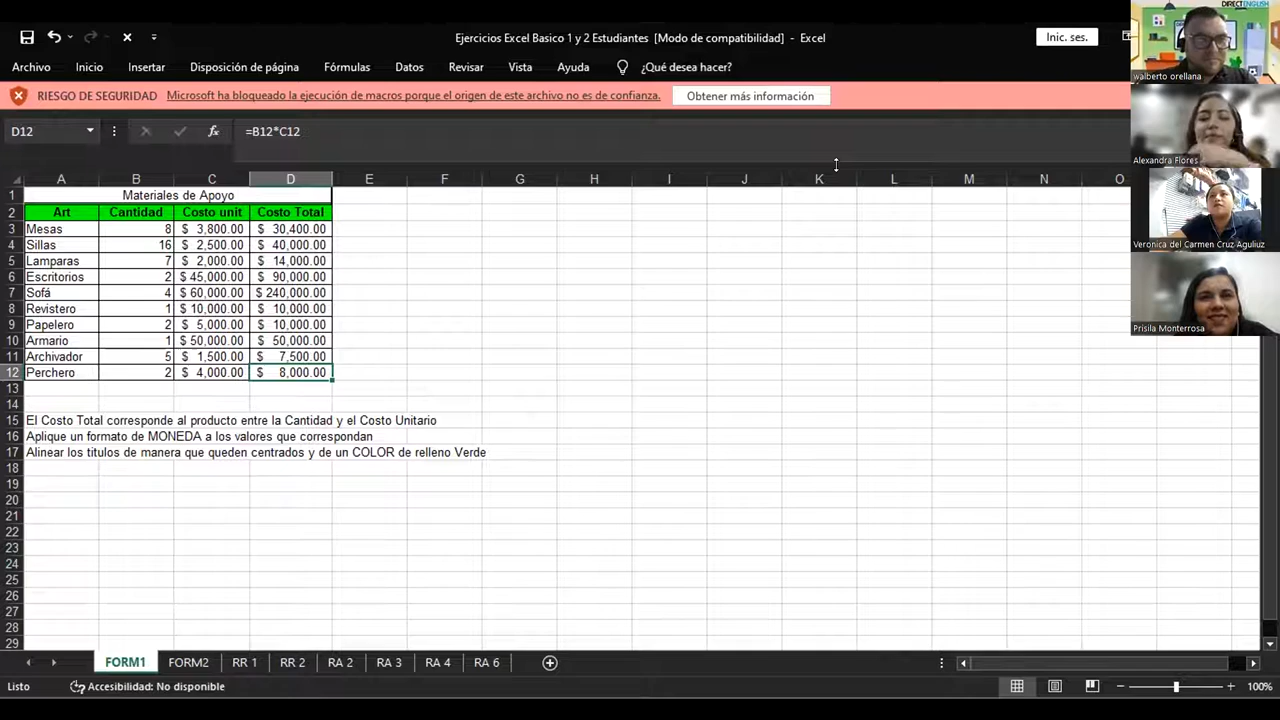 Ejercicios Excel Basico 1 y 2 Estudiantes [Modo de compatibilidad] - Excel
Inic. ses.
DIRECTENGLISH
Archivo Inicio Insertar Disposición de página Fórmulas Datos Revisar Vista Ayuda ¿Qué desea hacer?
walberto orellana
RIESGO DE SEGURIDAD Microsoft ha bloqueado la ejecución de macros porque el origen de este archivo no es de confianza. Obtener más información
D12 fx =B12*C12
Alexandra Flores
A B C D E F G H I J K L M N O
1 Materiales de Apoyo
2 Art Cantidad Costo unit Costo Total
3 Mesas 8 $ 3,800.00 $ 30,400.00
4 Sillas 16 $ 2,500.00 $ 40,000.00
Veronica del Carmen Cruz Aguliuz
5 Lamparas 7 $ 2,000.00 $ 14,000.00
6 Escritorios 2 $ 45,000.00 $ 90,000.00
7 Sofá 4 $ 60,000.00 $ 240,000.00
8 Revistero 1 $ 10,000.00 $ 10,000.00
9 Papelero 2 $ 5,000.00 $ 10,000.00
Prisila Monterrosa
10 Armario 1 $ 50,000.00 $ 50,000.00
11 Archivador 5 $ 1,500.00 $ 7,500.00
12 Perchero 2 $ 4,000.00 $ 8,000.00
13
14
15 El Costo Total corresponde al producto entre la Cantidad y el Costo Unitario
16 Aplique un formato de MONEDA a los valores que correspondan
17 Alinear los titulos de manera que queden centrados y de un COLOR de relleno Verde
18
19
20
21
22
23
24
25
26
27
28
29
FORM1 FORM2 RR 1 RR 2 RA 2 RA 3 RA 4 RA 6
Listo Accesibilidad: No disponible 100%